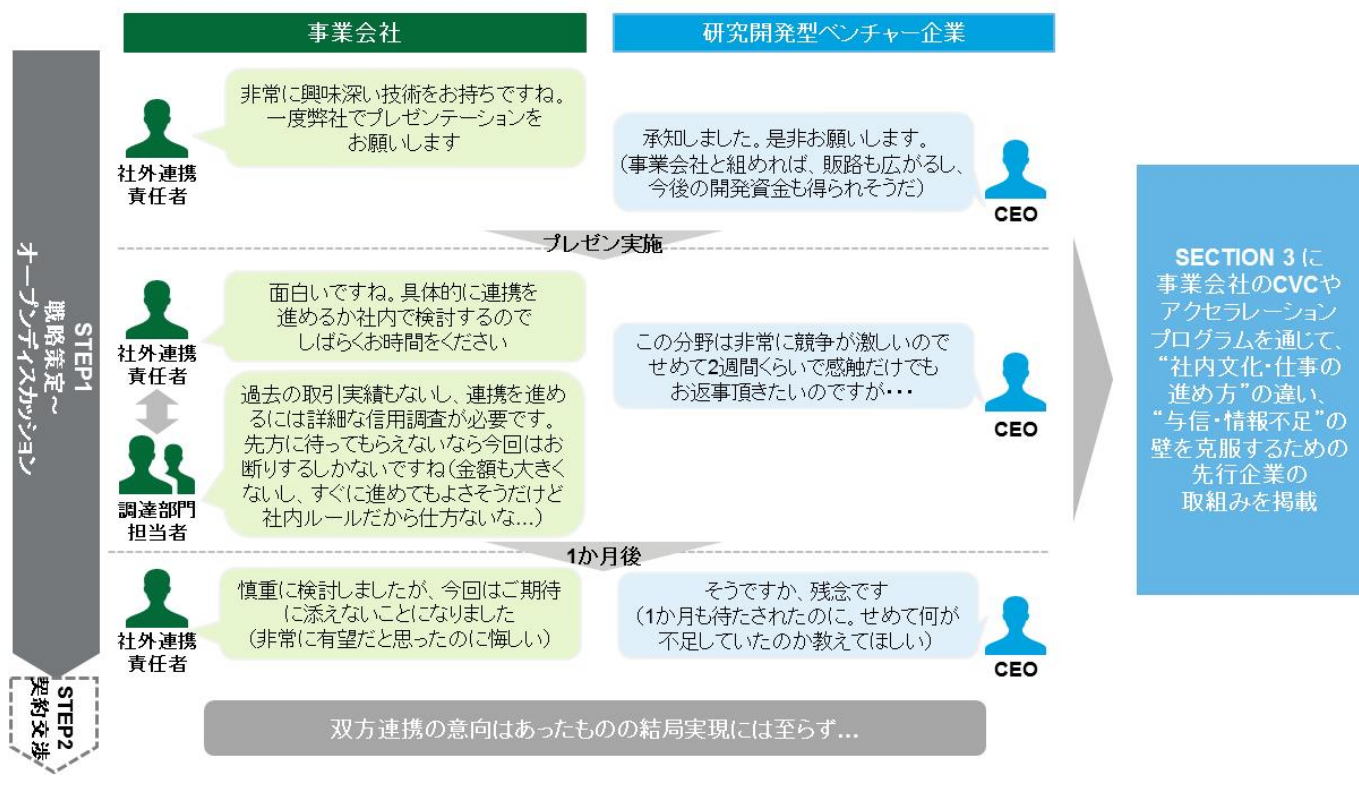 事業会社
研究開発型ベンチャー企業
STEP1
戦略策定～
オープンディスカッション
非常に興味深い技術をお持ちですね。
一度弊社でプレゼンテーションを
お願いします
社外連携
責任者
承知しました。是非お願いします。
(事業会社と組めれば、販路も広がるし、
今後の開発資金も得られそうだ)
CEO
プレゼン実施
面白いですね。具体的に連携を
進めるか社内で検討するので
しばらくお時間をください
社外連携
責任者
この分野は非常に競争が激しいので
せめて2週間くらいで感触だけでも
お返事頂きたいのですが・・・
CEO
過去の取引実績もないし、連携を進め
るには詳細な信用調査が必要です。
先方に待ってもらえないなら今回はお
断りするしかないですね(金額も大きく
ないし、すぐに進めてもよさそうだけど
社内ルールだから仕方ないな...)
調達部門
担当者
1か月後
慎重に検討しましたが、今回はご期待
に添えないことになりました
(非常に有望だと思ったのに悔しい)
社外連携
責任者
そうですか、残念です
(1か月も待たされたのに。せめて何が
不足していたのか教えてほしい)
CEO
STEP2
契約交渉
双方連携の意向はあったものの結局実現には至らず...
SECTION 3 に
事業会社のCVCや
アクセラレーション
プログラムを通じて、
“社内文化・仕事の
進め方”の違い、
“与信・情報不足”の
壁を克服するための
先行企業の
取組みを掲載